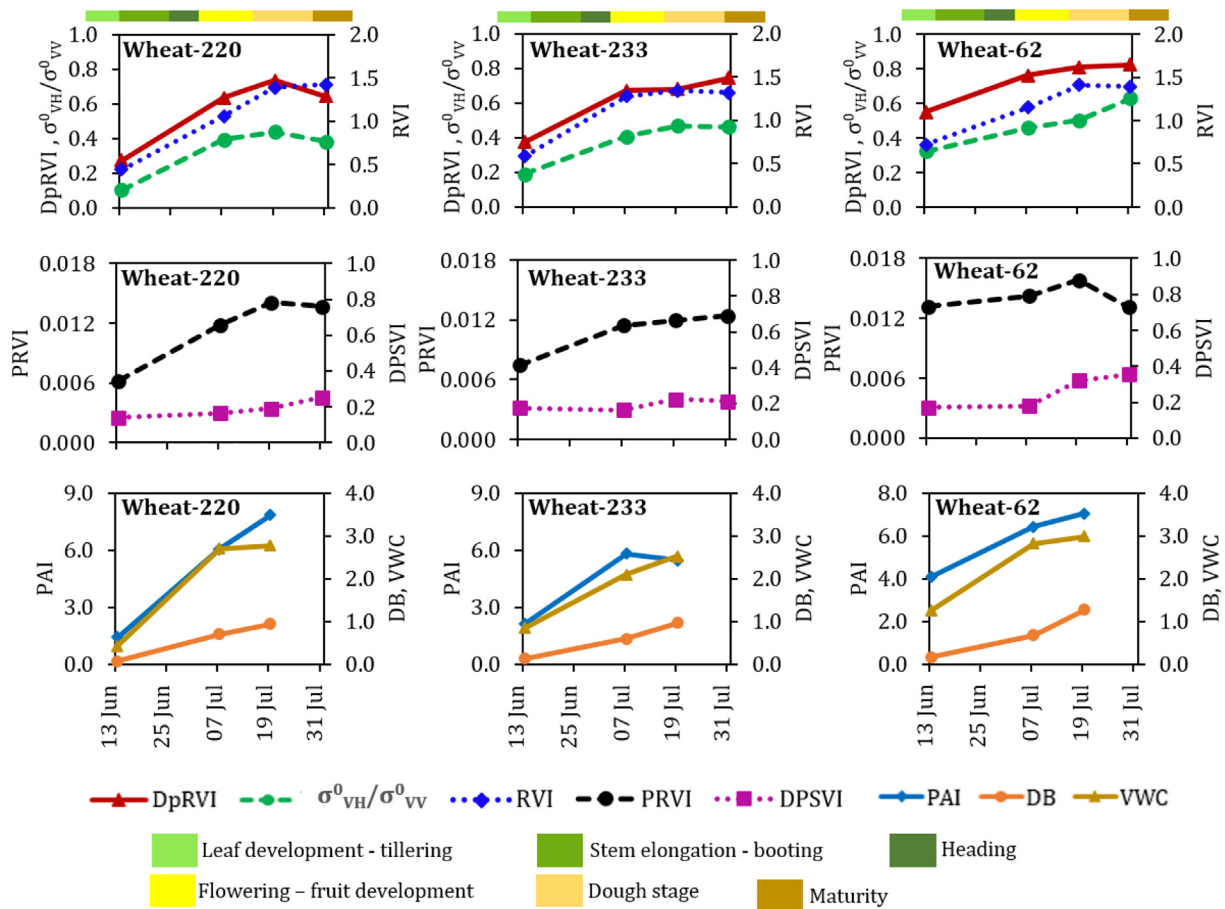 Wheat-220
Wheat-233
Wheat-62
1.0 0.8 0.6 0.4 0.2 0.0
DpRVI , σ⁰VH/σ⁰VV
2.0 1.5 1.0 0.5 0.0
RVI
1.0 0.8 0.6 0.4 0.2 0.0
DpRVI , σ⁰VH/σ⁰VV
2.0 1.5 1.0 0.5 0.0
RVI
1.0 0.8 0.6 0.4 0.2 0.0
DpRVI , σ⁰VH/σ⁰VV
2.0 1.5 1.0 0.5 0.0
RVI
Wheat-220
Wheat-233
Wheat-62
0.018 0.012 0.006 0.000
PRVI
1.0 0.8 0.6 0.4 0.2 0.0
DPSVI
0.018 0.012 0.006 0.000
PRVI
1.0 0.8 0.6 0.4 0.2 0.0
DPSVI
0.018 0.012 0.006 0.000
PRVI
1.0 0.8 0.6 0.4 0.2 0.0
DPSVI
Wheat-220
Wheat-233
Wheat-62
9.0 6.0 3.0 0.0
PAI
4.0 3.0 2.0 1.0 0.0
DB, VWC
9.0 6.0 3.0 0.0
PAI
4.0 3.0 2.0 1.0 0.0
DB, VWC
8.0 6.0 4.0 2.0 0.0
PAI
4.0 3.0 2.0 1.0 0.0
DB, VWC
13 Jun 25 Jun 07 Jul 19 Jul 31 Jul
13 Jun 25 Jun 07 Jul 19 Jul 31 Jul
13 Jun 25 Jun 07 Jul 19 Jul 31 Jul
DpRVI σ⁰VH/σ⁰VV RVI PRVI DPSVI PAI DB VWC
Leaf development - tillering Stem elongation - booting Heading
Flowering – fruit development Dough stage Maturity